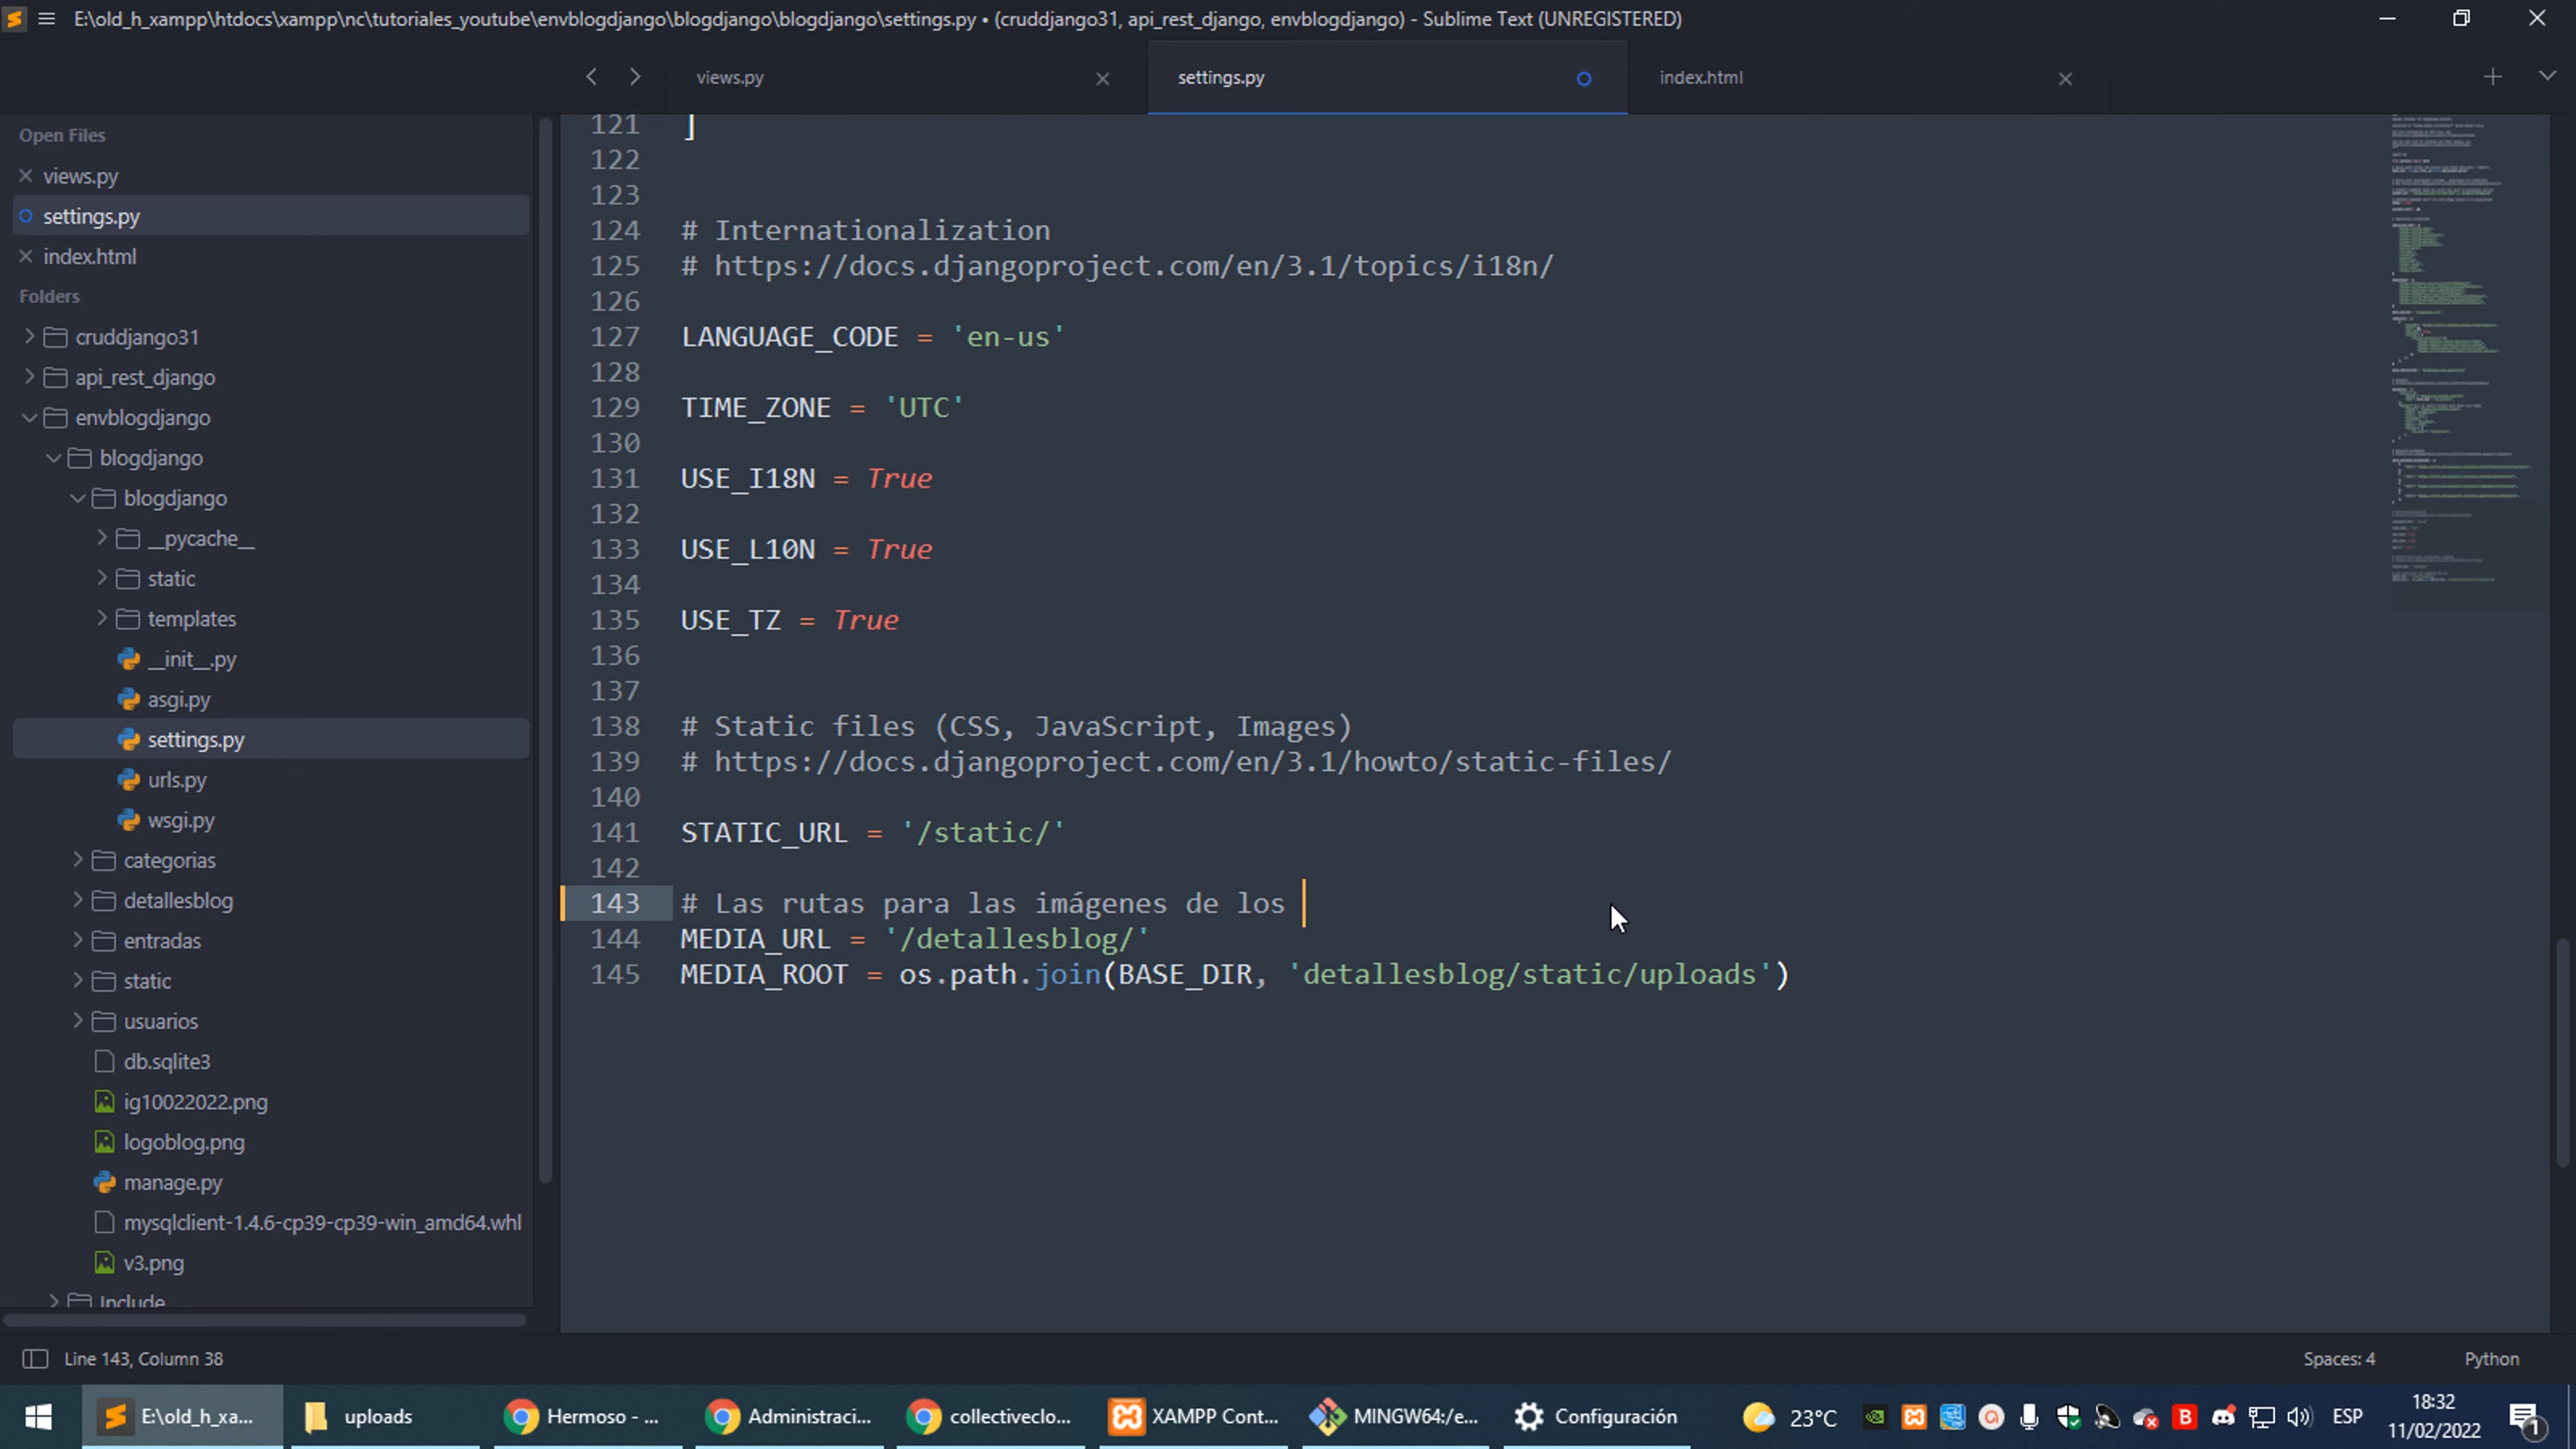 E:\old_h_xampp\htdocs\xampp\nc\tutoriales_youtube\envblogdjango\blogdjango\blogdjango\settings.py • (cruddjango31, api_rest_django, envblogdjango) - Sublime Text (UNREGISTERED)
views.py
settings.py
index.html
Open Files
views.py
settings.py
index.html
Folders
cruddjango31
api_rest_django
envblogdjango
blogdjango
blogdjango
__pycache__
static
templates
__init__.py
asgi.py
settings.py
urls.py
wsgi.py
categorias
detallesblog
entradas
static
usuarios
db.sqlite3
ig10022022.png
logoblog.png
manage.py
mysqlclient-1.4.6-cp39-cp39-win_amd64.whl
v3.png
Include
121 ]
122
123
124 # Internationalization
125 # https://docs.djangoproject.com/en/3.1/topics/i18n/
126
127 LANGUAGE_CODE = 'en-us'
128
129 TIME_ZONE = 'UTC'
130
131 USE_I18N = True
132
133 USE_L10N = True
134
135 USE_TZ = True
136
137
138 # Static files (CSS, JavaScript, Images)
139 # https://docs.djangoproject.com/en/3.1/howto/static-files/
140
141 STATIC_URL = '/static/'
142
143 # Las rutas para las imágenes de los
144 MEDIA_URL = '/detallesblog/'
145 MEDIA_ROOT = os.path.join(BASE_DIR, 'detallesblog/static/uploads')
Line 143, Column 38
Spaces: 4
Python
E:\old_h_xa...
uploads
Hermoso - ...
Administraci...
collectiveclo...
XAMPP Cont...
MINGW64:/e...
Configuración
23°C
ESP
18:32
11/02/2022
1